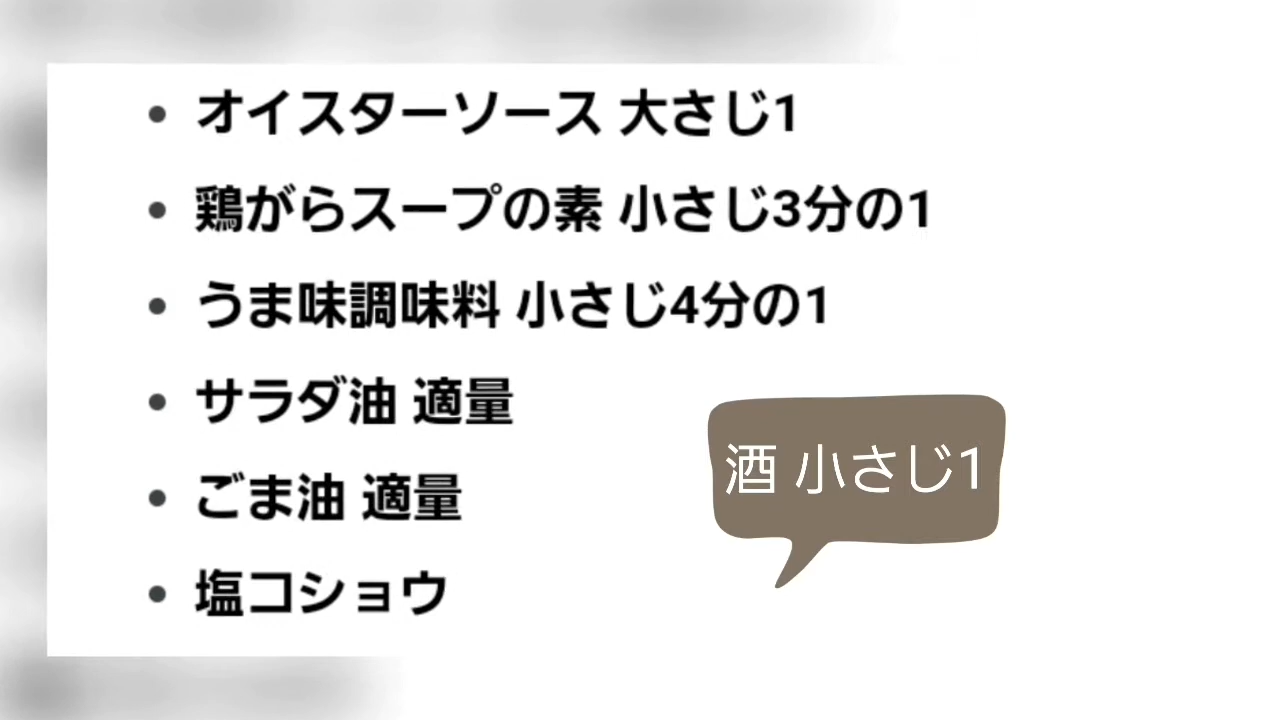 オイスターソース 大さじ1
鶏がらスープの素 小さじ3分の1
うま味調味料 小さじ4分の1
サラダ油 適量
ごま油 適量
塩コショウ
酒 小さじ1